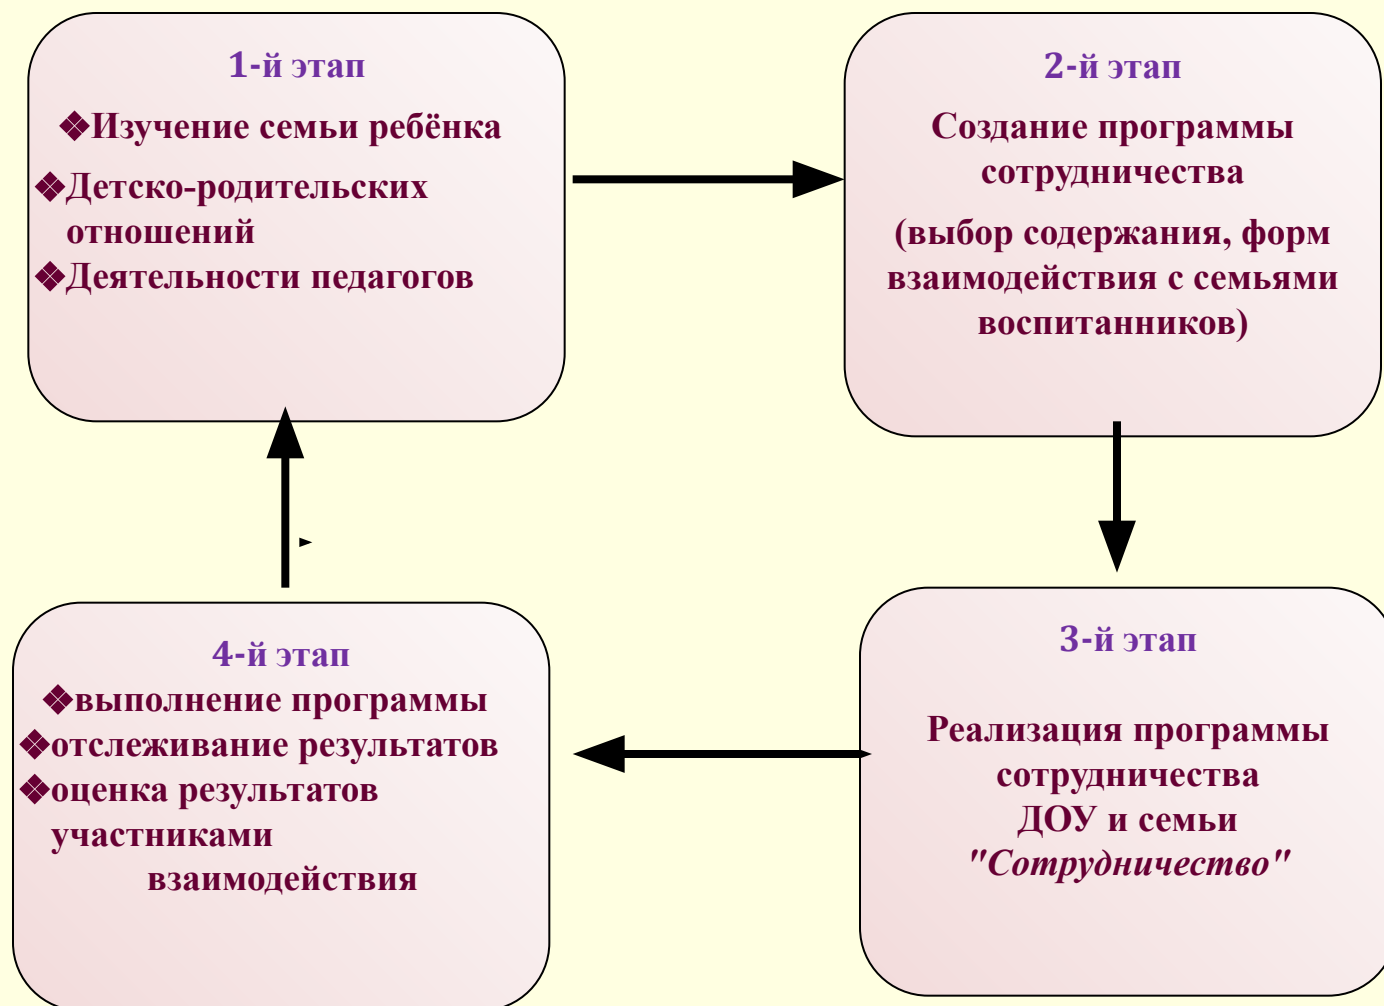 1-й этап
❖Изучение семьи ребёнка
❖Детско-родительских
отношений
❖Деятельности педагогов
2-й этап
Создание программы
сотрудничества
(выбор содержания, форм
взаимодействия с семьями
воспитанников)
3-й этап
Реализация программы
сотрудничества
ДОУ и семьи
"Сотрудничество"
4-й этап
❖выполнение программы
❖отслеживание результатов
❖оценка результатов
участниками
взаимодействия